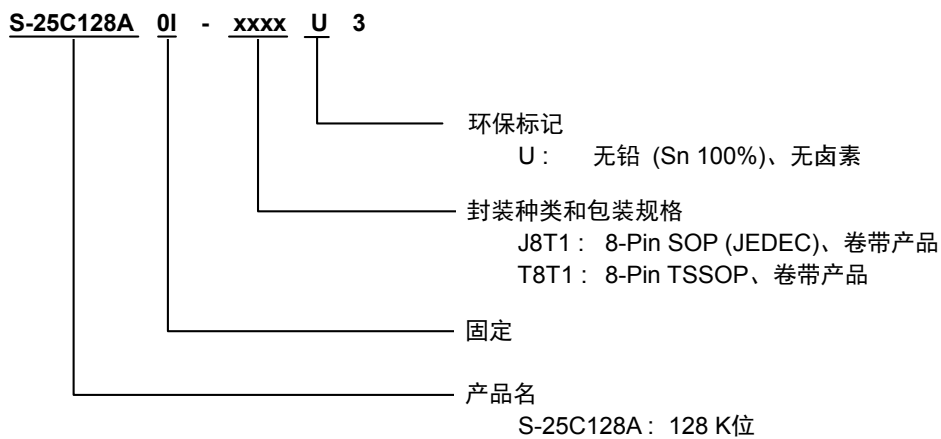 S-25C128A 0I - xxxx U 3
环保标记
U : 无铅 (Sn 100%)、无卤素
封装种类和包装规格
J8T1 : 8-Pin SOP (JEDEC)、卷带产品
T8T1 : 8-Pin TSSOP、卷带产品
固定
产品名
S-25C128A : 128 K位